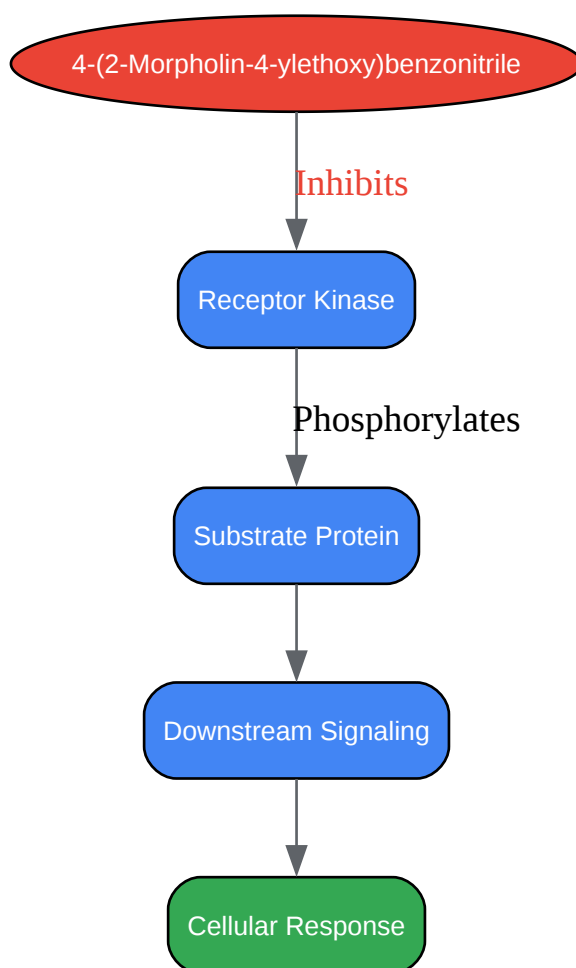 4-(2-Morpholin-4-ylethoxy)benzonitrile
Inhibits
Receptor Kinase
Phosphorylates
Substrate Protein
Downstream Signaling
Cellular Response